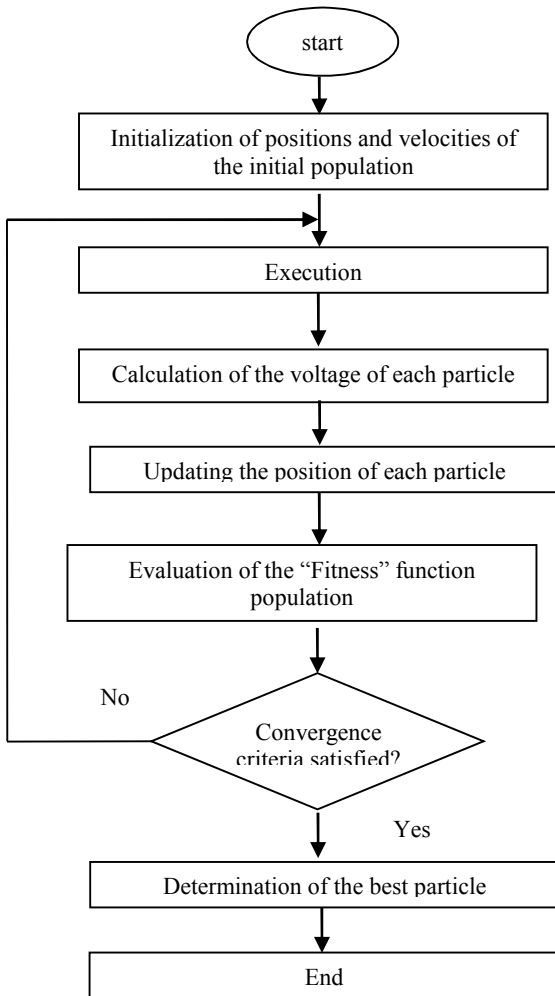 start
Initialization of positions and velocities of
the initial population
Execution
Calculation of the voltage of each particle
Updating the position of each particle
Evaluation of the “Fitness” function
population
No
Convergence
criteria satisfied?
Yes
Determination of the best particle
End